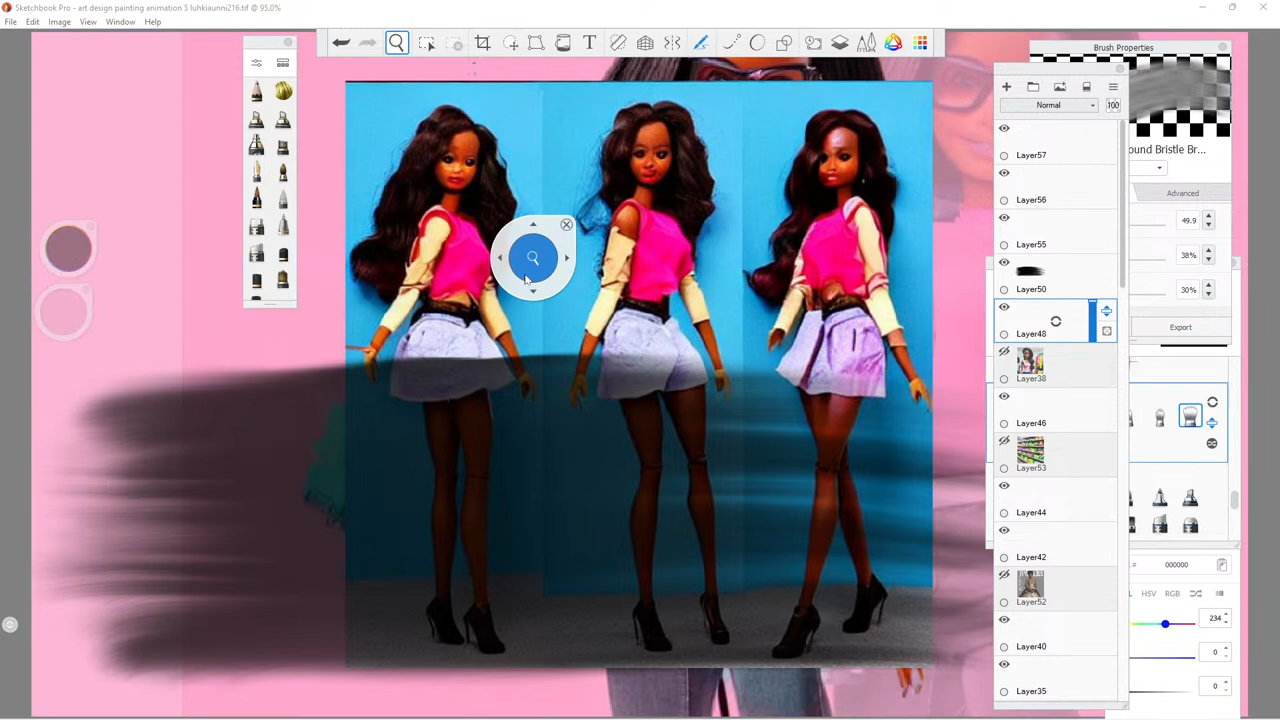 Sketchbook Pro - art design painting animation 5 luhkiaunni216.tif @ 95.0%
File Edit Image View Window Help
Brush Properties
Normal
100
ound Bristle Br...
Layer57
Advanced
Layer56
49.9
Layer55
38%
Layer50
30%
Layer48
Export
Layer38
Layer46
Layer53
Layer44
Layer42
# 000000
Layer52
L HSV RGB
234
Layer40
0
Layer35
0